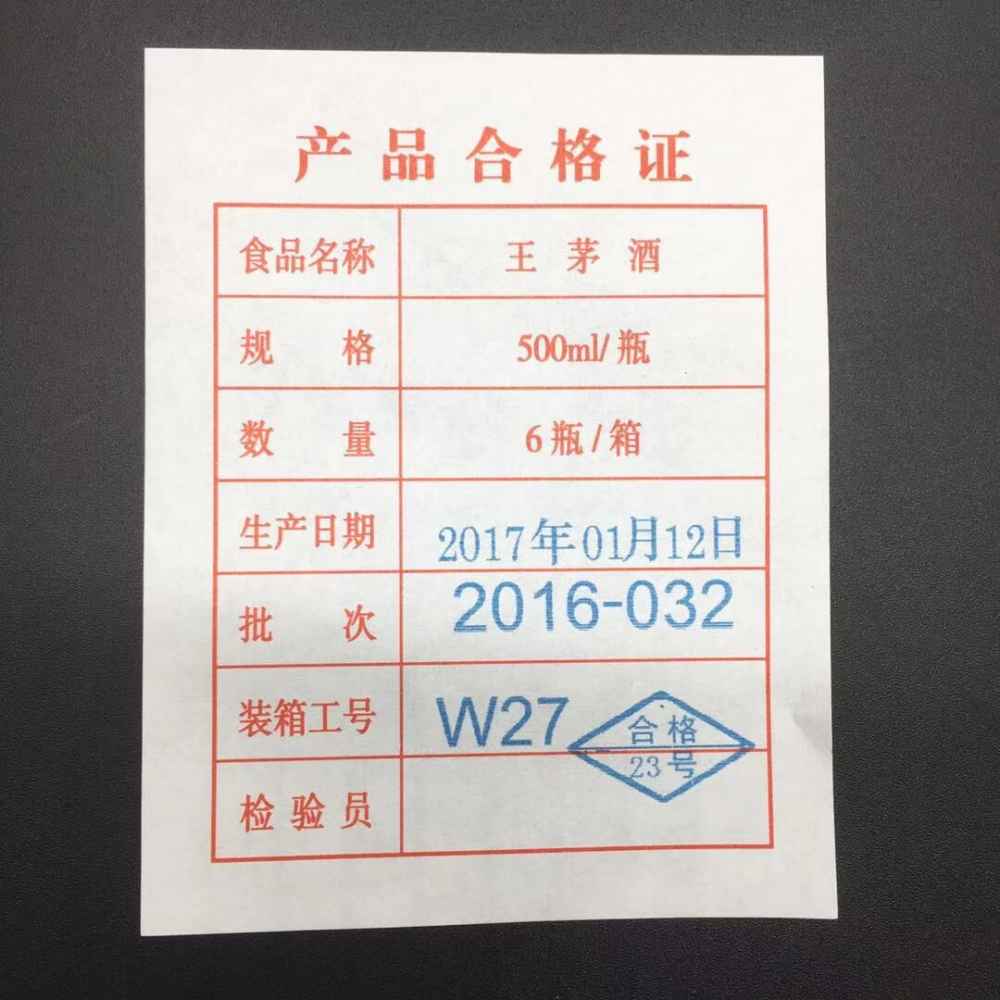 产品合格证
食品名称 王茅酒
规格 500ml/瓶
数量 6瓶/箱
生产日期 2017年01月12日
批次 2016-032
装箱工号 W27
合格
23号
检验员